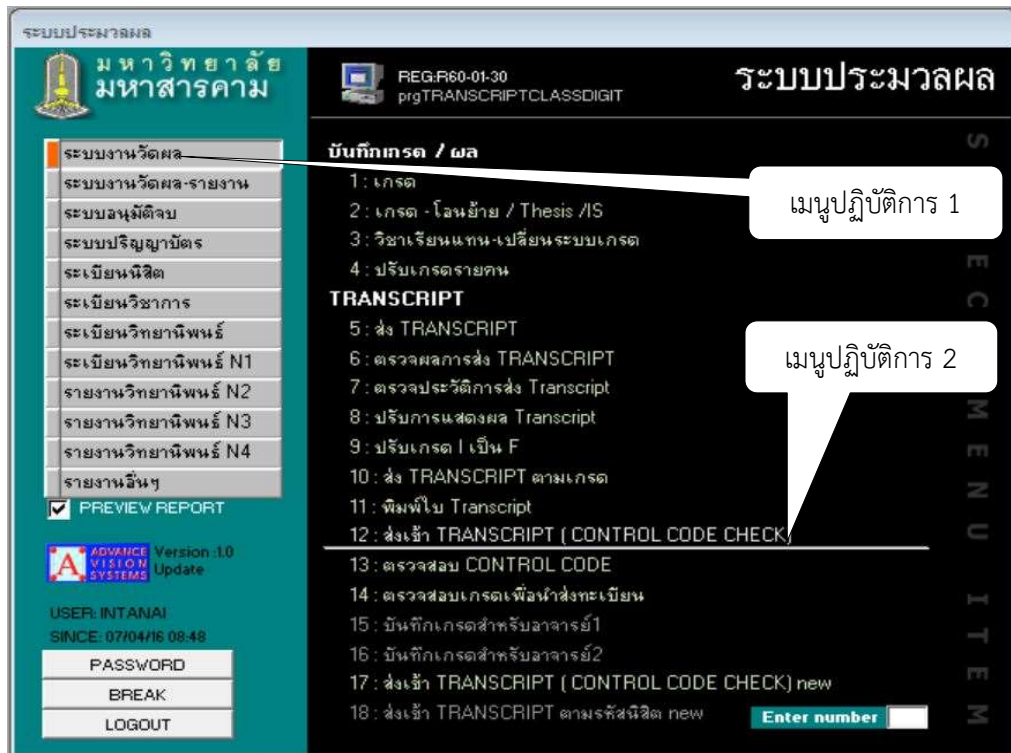 ระบบประมวลผล
มหาวิทยาลัย
มหาสารคาม
REG:R60-01-30
prgTRANSCRIPTCLASSDIGIT
ระบบประมวลผล
ระบบงานวัดผล
ระบบงานวัดผล-รายงาน
ระบบอนุมัติจบ
ระบบปริญญาบัตร
ระเบียนนิสิต
ระเบียนวิชาการ
ระเบียนวิทยานิพนธ์
ระเบียนวิทยานิพนธ์ N1
รายงานวิทยานิพนธ์ N2
รายงานวิทยานิพนธ์ N3
รายงานวิทยานิพนธ์ N4
รายงานอื่นๆ
PREVIEW REPORT
ADVANCE
VISION
SYSTEMS
Version :1.0
Update
USER: INTANAI
SINCE: 07/04/16 08:48
PASSWORD
BREAK
LOGOUT
บันทึกเกรด / ผล
1 : เกรด
2 : เกรด - โอนย้าย / Thesis /IS
3 : วิชาเรียนแทน-เปลี่ยนระบบเกรด
4 : ปรับเกรดรายคน
TRANSCRIPT
5 : ส่ง TRANSCRIPT
6 : ตรวจผลการส่ง TRANSCRIPT
7 : ตรวจประวัติการส่ง Transcript
8 : ปรับการแสดงผล Transcript
9 : ปรับเกรด I เป็น F
10 : ส่ง TRANSCRIPT ตามเกรด
11 : พิมพ์ใบ Transcript
12 : ส่งเข้า TRANSCRIPT ( CONTROL CODE CHECK)
13 : ตรวจสอบ CONTROL CODE
14 : ตรวจสอบเกรดเพื่อนำส่งทะเบียน
15 : บันทึกเกรดสำหรับอาจารย์1
16 : บันทึกเกรดสำหรับอาจารย์2
17 : ส่งเข้า TRANSCRIPT ( CONTROL CODE CHECK) new
18 : ส่งเข้า TRANSCRIPT ตามรหัสนิสิต new
Enter number
เมนูปฏิบัติการ 1
เมนูปฏิบัติการ 2